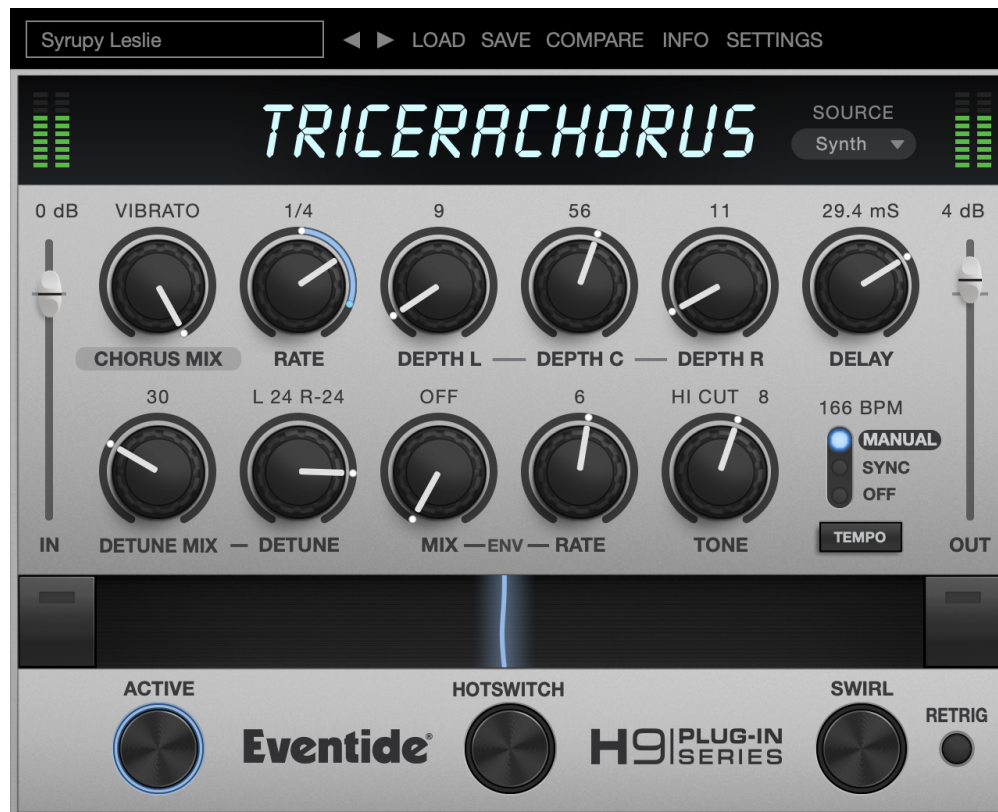 Syrupy Leslie LOAD SAVE COMPARE INFO SETTINGS
TRICERACHORUS
SOURCE
Synth
0 dB VIBRATO 1/4 9 56 11 29.4 mS 4 dB
CHORUS MIX RATE DEPTH L DEPTH C DEPTH R DELAY
30 L 24 R-24 OFF 6 HI CUT 8 166 BPM
MANUAL
SYNC
OFF
TEMPO
IN DETUNE MIX DETUNE MIX ENV RATE TONE OUT
ACTIVE HOTSWITCH SWIRL
RETRIG
Eventide® H9 PLUG-IN
SERIES